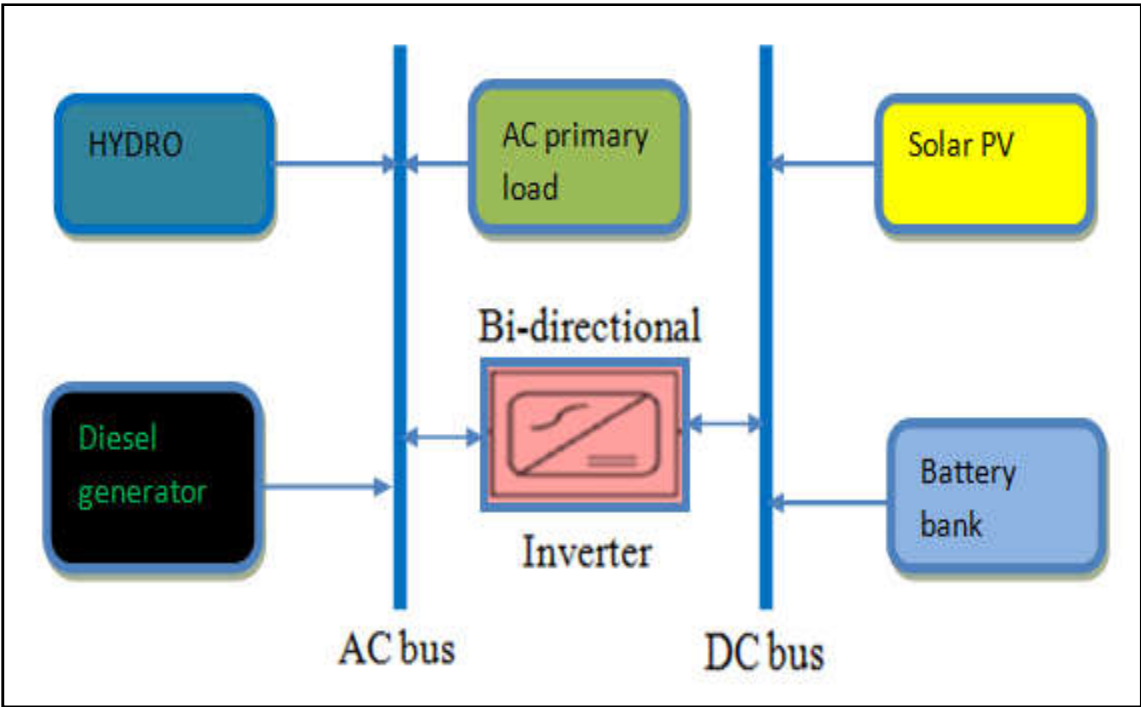 HYDRO
AC primary
load
Solar PV
Bi-directional
Diesel
generator
Battery
bank
Inverter
AC bus
DC bus